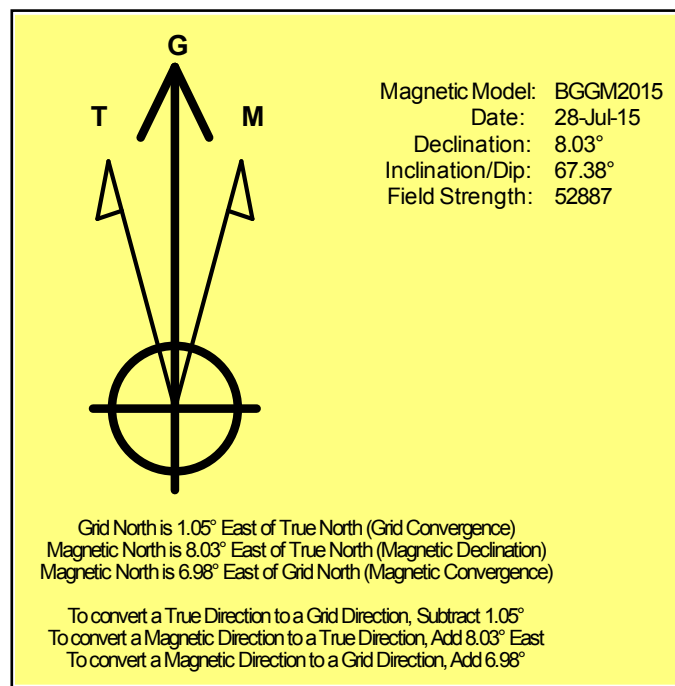 G
T M
Magnetic Model: BGGM2015
Date: 28-Jul-15
Declination: 8.03°
Inclination/Dip: 67.38°
Field Strength: 52887
Grid North is 1.05° East of True North (Grid Convergence)
Magnetic North is 8.03° East of True North (Magnetic Declination)
Magnetic North is 6.98° East of Grid North (Magnetic Convergence)
To convert a True Direction to a Grid Direction, Subtract 1.05°
To convert a Magnetic Direction to a True Direction, Add 8.03° East
To convert a Magnetic Direction to a Grid Direction, Add 6.98°